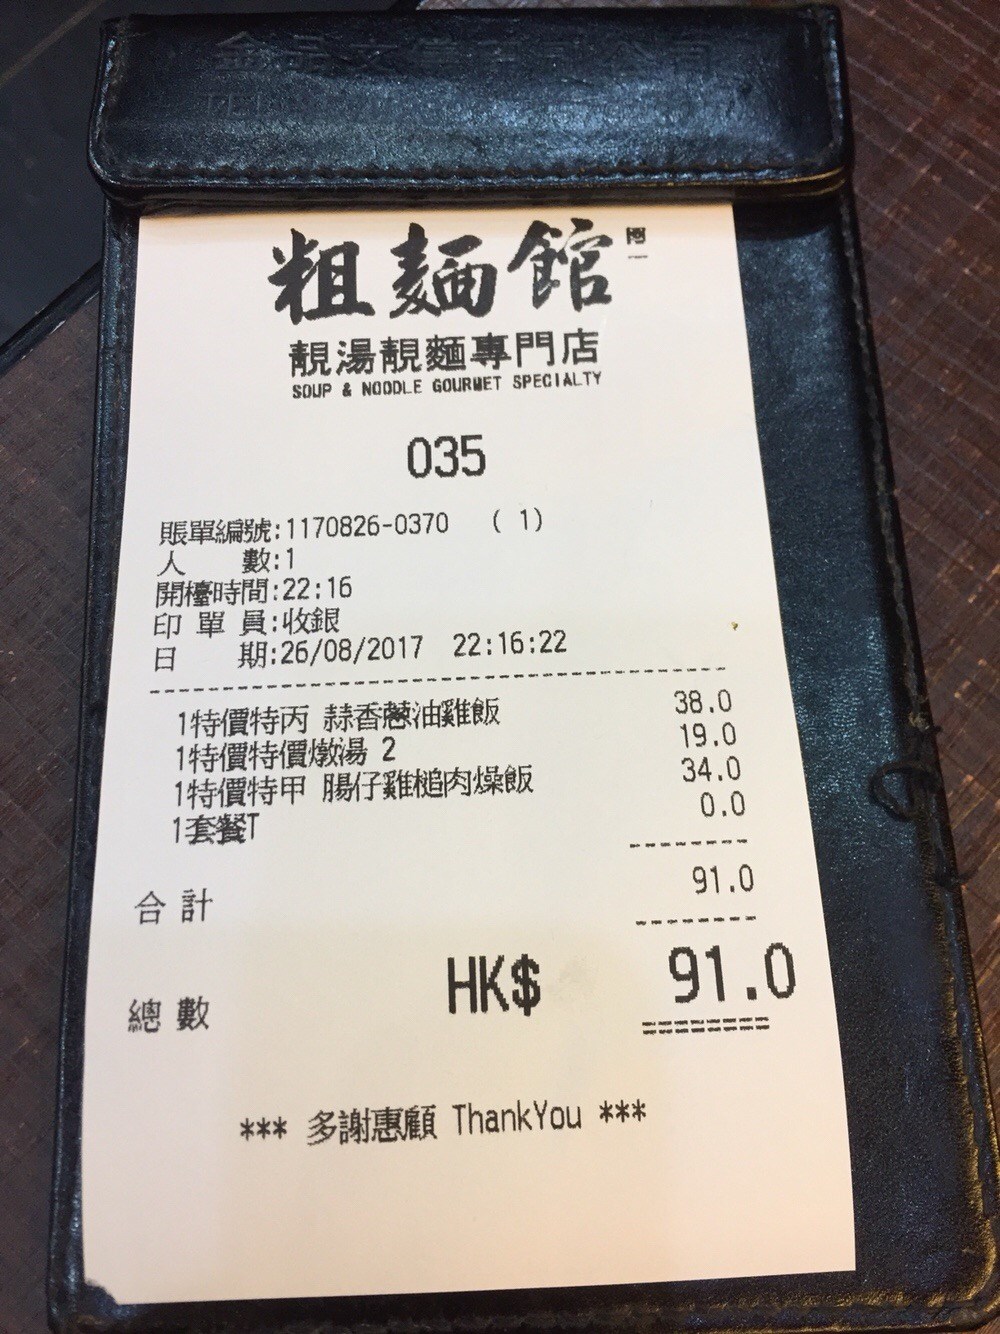 粗麵館
靚湯靚麵專門店
SOUP & NOODLE GOURMET SPECIALTY
035
賬單編號:1170826-0370 ( 1)
人 數:1
開檯時間:22:16
印 單 員:收銀
日 期:26/08/2017 22:16:22
1特價特丙 蒜香蔥油雞飯 38.0
1特價特價燉湯 2 19.0
1特價特甲 腸仔雞槌肉燥飯 34.0
1套餐T 0.0
合 計 91.0
總 數 HK$ 91.0
*** 多謝惠顧 ThankYou ***